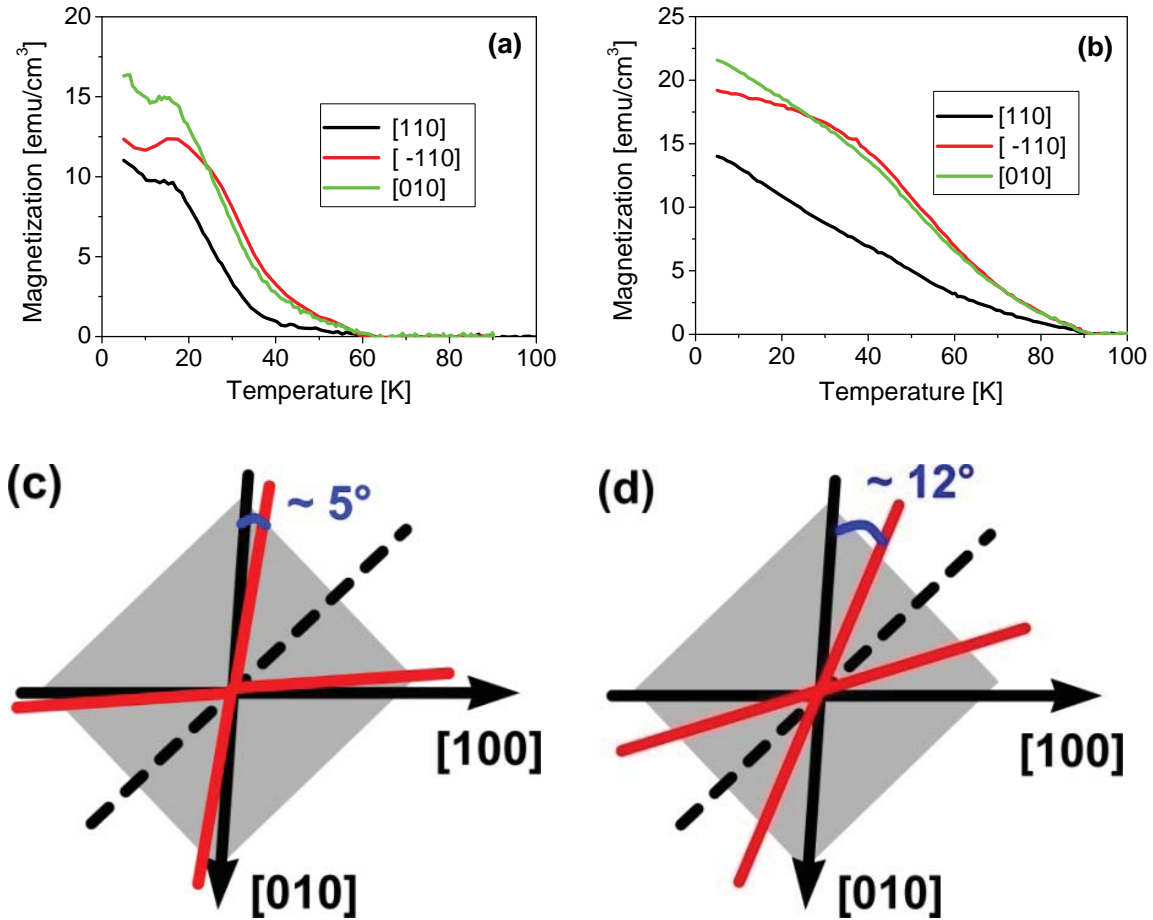 (a)
Magnetization [emu/cm³]
20
15
10
5
0
[110]
[ -110]
[010]
0 20 40 60 80 100
Temperature [K]
(b)
Magnetization [emu/cm³]
25
20
15
10
5
0
[110]
[ -110]
[010]
0 20 40 60 80 100
Temperature [K]
(c)
~ 5°
[100]
[010]
(d)
~ 12°
[100]
[010]